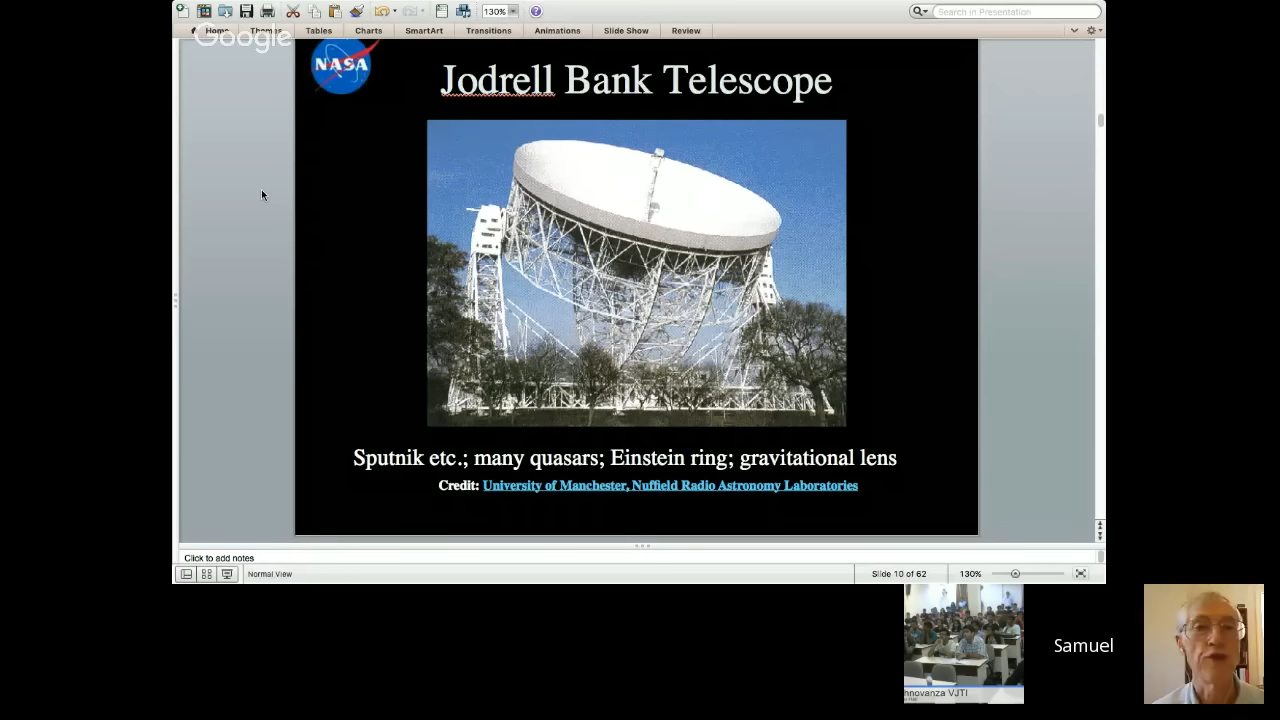 130%
Search in Presentation
Google
Home
Themes
Tables
Charts
SmartArt
Transitions
Animations
Slide Show
Review
NASA
Jodrell Bank Telescope
Sputnik etc.; many quasars; Einstein ring; gravitational lens
Credit: University of Manchester, Nuffield Radio Astronomy Laboratories
Click to add notes
Normal View
Slide 10 of 62
130%
Samuel
hnovanza VJTI